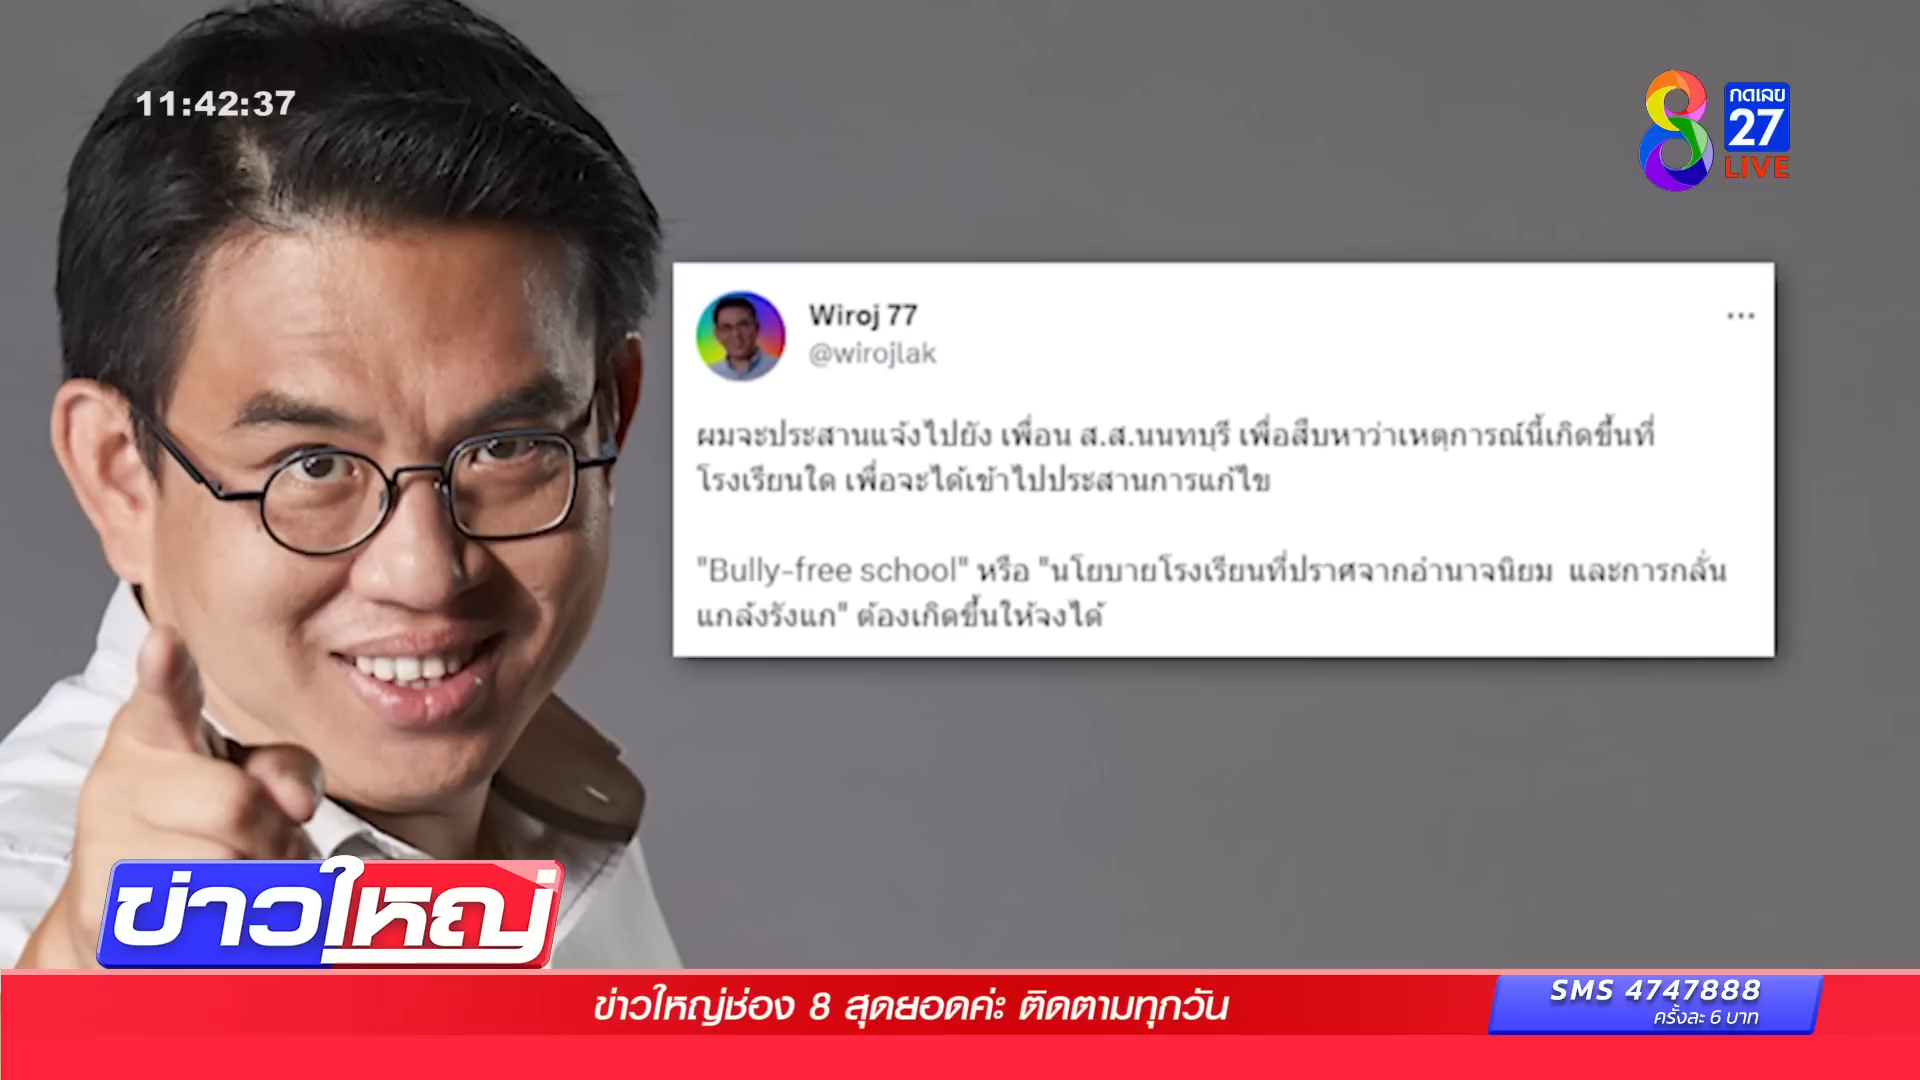 11:42:37
กดเลข
27
LIVE
Wiroj 77
@wirojlak
ผมจะประสานแจ้งไปยัง เพื่อน ส.ส.นนทบุรี เพื่อสืบหาว่าเหตุการณ์นี้เกิดขึ้นที่
โรงเรียนใด เพื่อจะได้เข้าไปประสานการแก้ไข
"Bully-free school" หรือ "นโยบายโรงเรียนที่ปราศจากอำนาจนิยม และการกลั่น
แกล้งรังแก" ต้องเกิดขึ้นให้จงได้
ข่าวใหญ่
ข่าวใหญ่ช่อง 8 สุดยอดค่ะ ติดตามทุกวัน
SMS 4747888
ครั้งละ 6 บาท